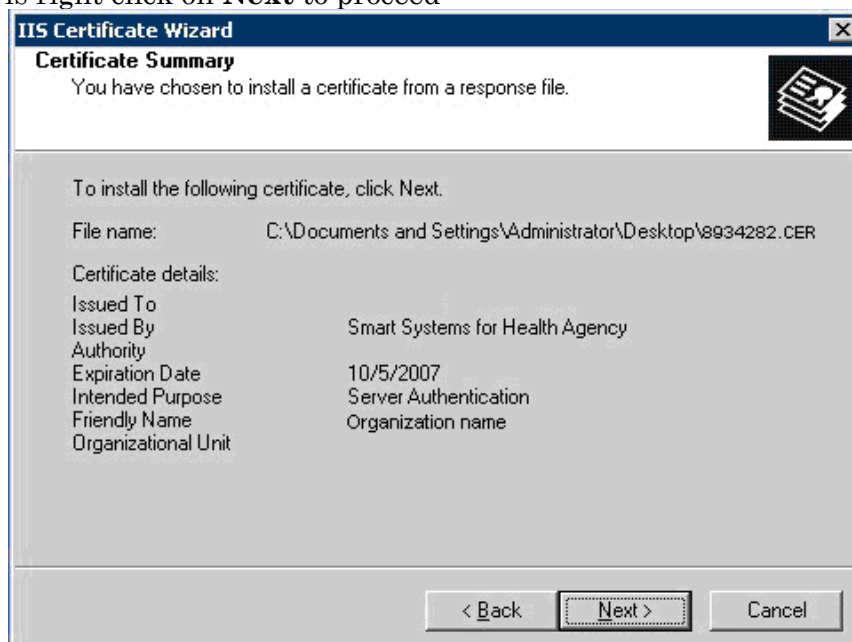 is right click on Next to proceed
IIS Certificate Wizard
Certificate Summary
You have chosen to install a certificate from a response file.
To install the following certificate, click Next.
File name: C:\Documents and Settings\Administrator\Desktop\8934282.CER
Certificate details:
Issued To
Issued By Smart Systems for Health Agency
Authority
Expiration Date 10/5/2007
Intended Purpose Server Authentication
Friendly Name Organization name
Organizational Unit
< Back Next > Cancel